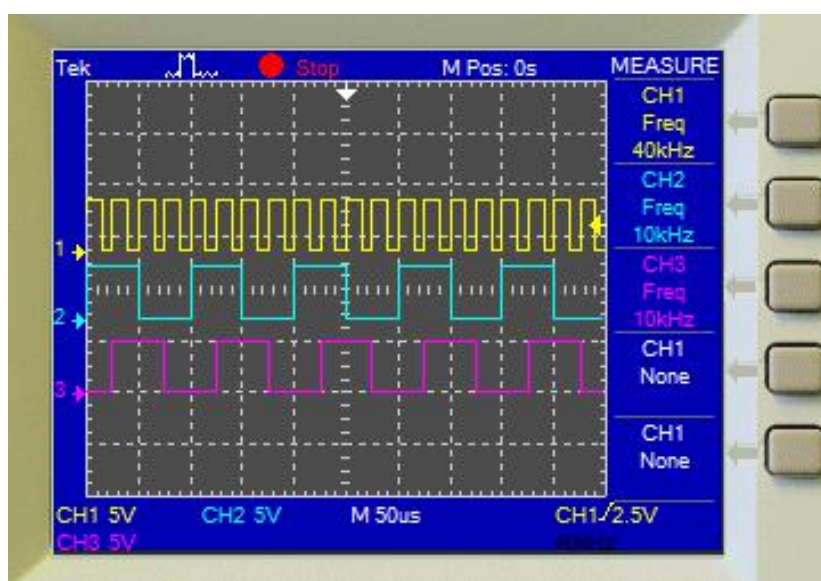 Tek Stop M Pos: 0s MEASURE
CH1
Freq
40kHz
CH2
Freq
10kHz
CH3
Freq
10kHz
CH1
None
CH1
None
1
2
3
CH1 5V CH2 5V M 50us CH1 2.5V
CH3 5V